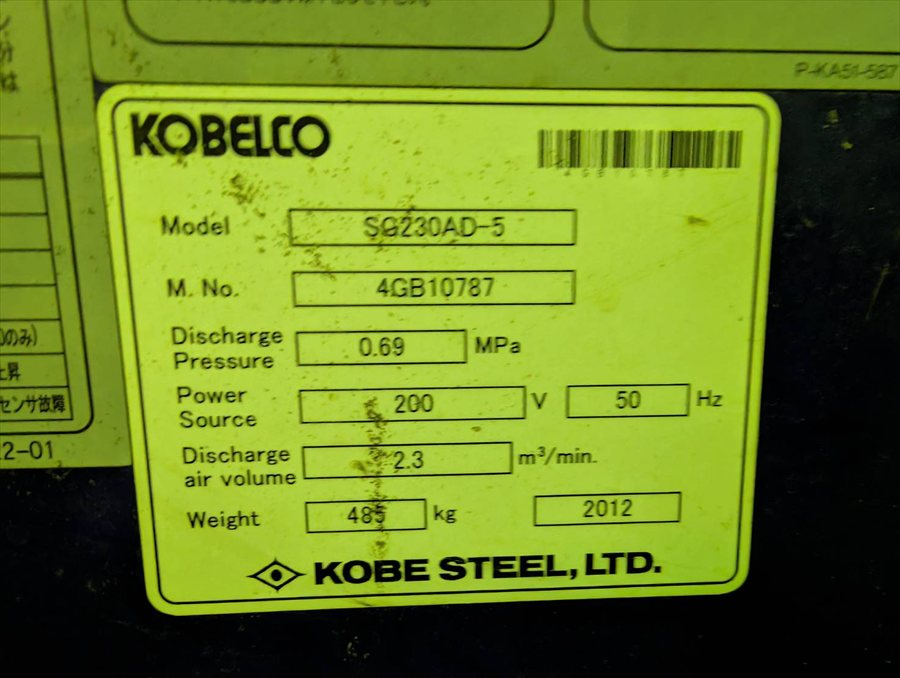 P-KA51-587
KOBELCO
Model SG230AD-5
M. No. 4GB10787
Discharge Pressure 0.69 MPa
Power Source 200 V 50 Hz
Discharge air volume 2.3 m³/min.
Weight kg 2012
KOBE STEEL, LTD.
のみ)
上昇
センサ故障
2-01